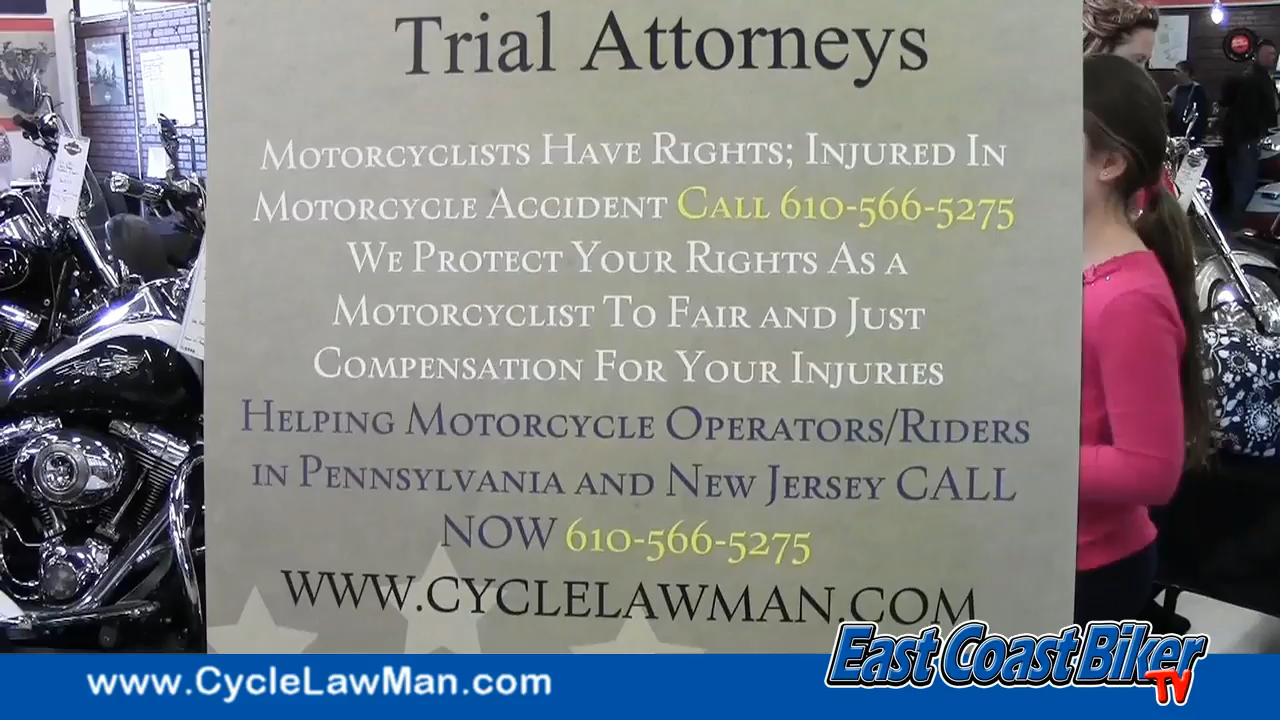 Trial Attorneys
MOTORCYCLISTS HAVE RIGHTS; INJURED IN
MOTORCYCLE ACCIDENT CALL 610-566-5275
WE PROTECT YOUR RIGHTS AS A
MOTORCYCLIST TO FAIR AND JUST
COMPENSATION FOR YOUR INJURIES
HELPING MOTORCYCLE OPERATORS/RIDERS
IN PENNSYLVANIA AND NEW JERSEY CALL
NOW 610-566-5275
WWW.CYCLELAWMAN.COM
www.CycleLawMan.com
East Coast Biker
TV